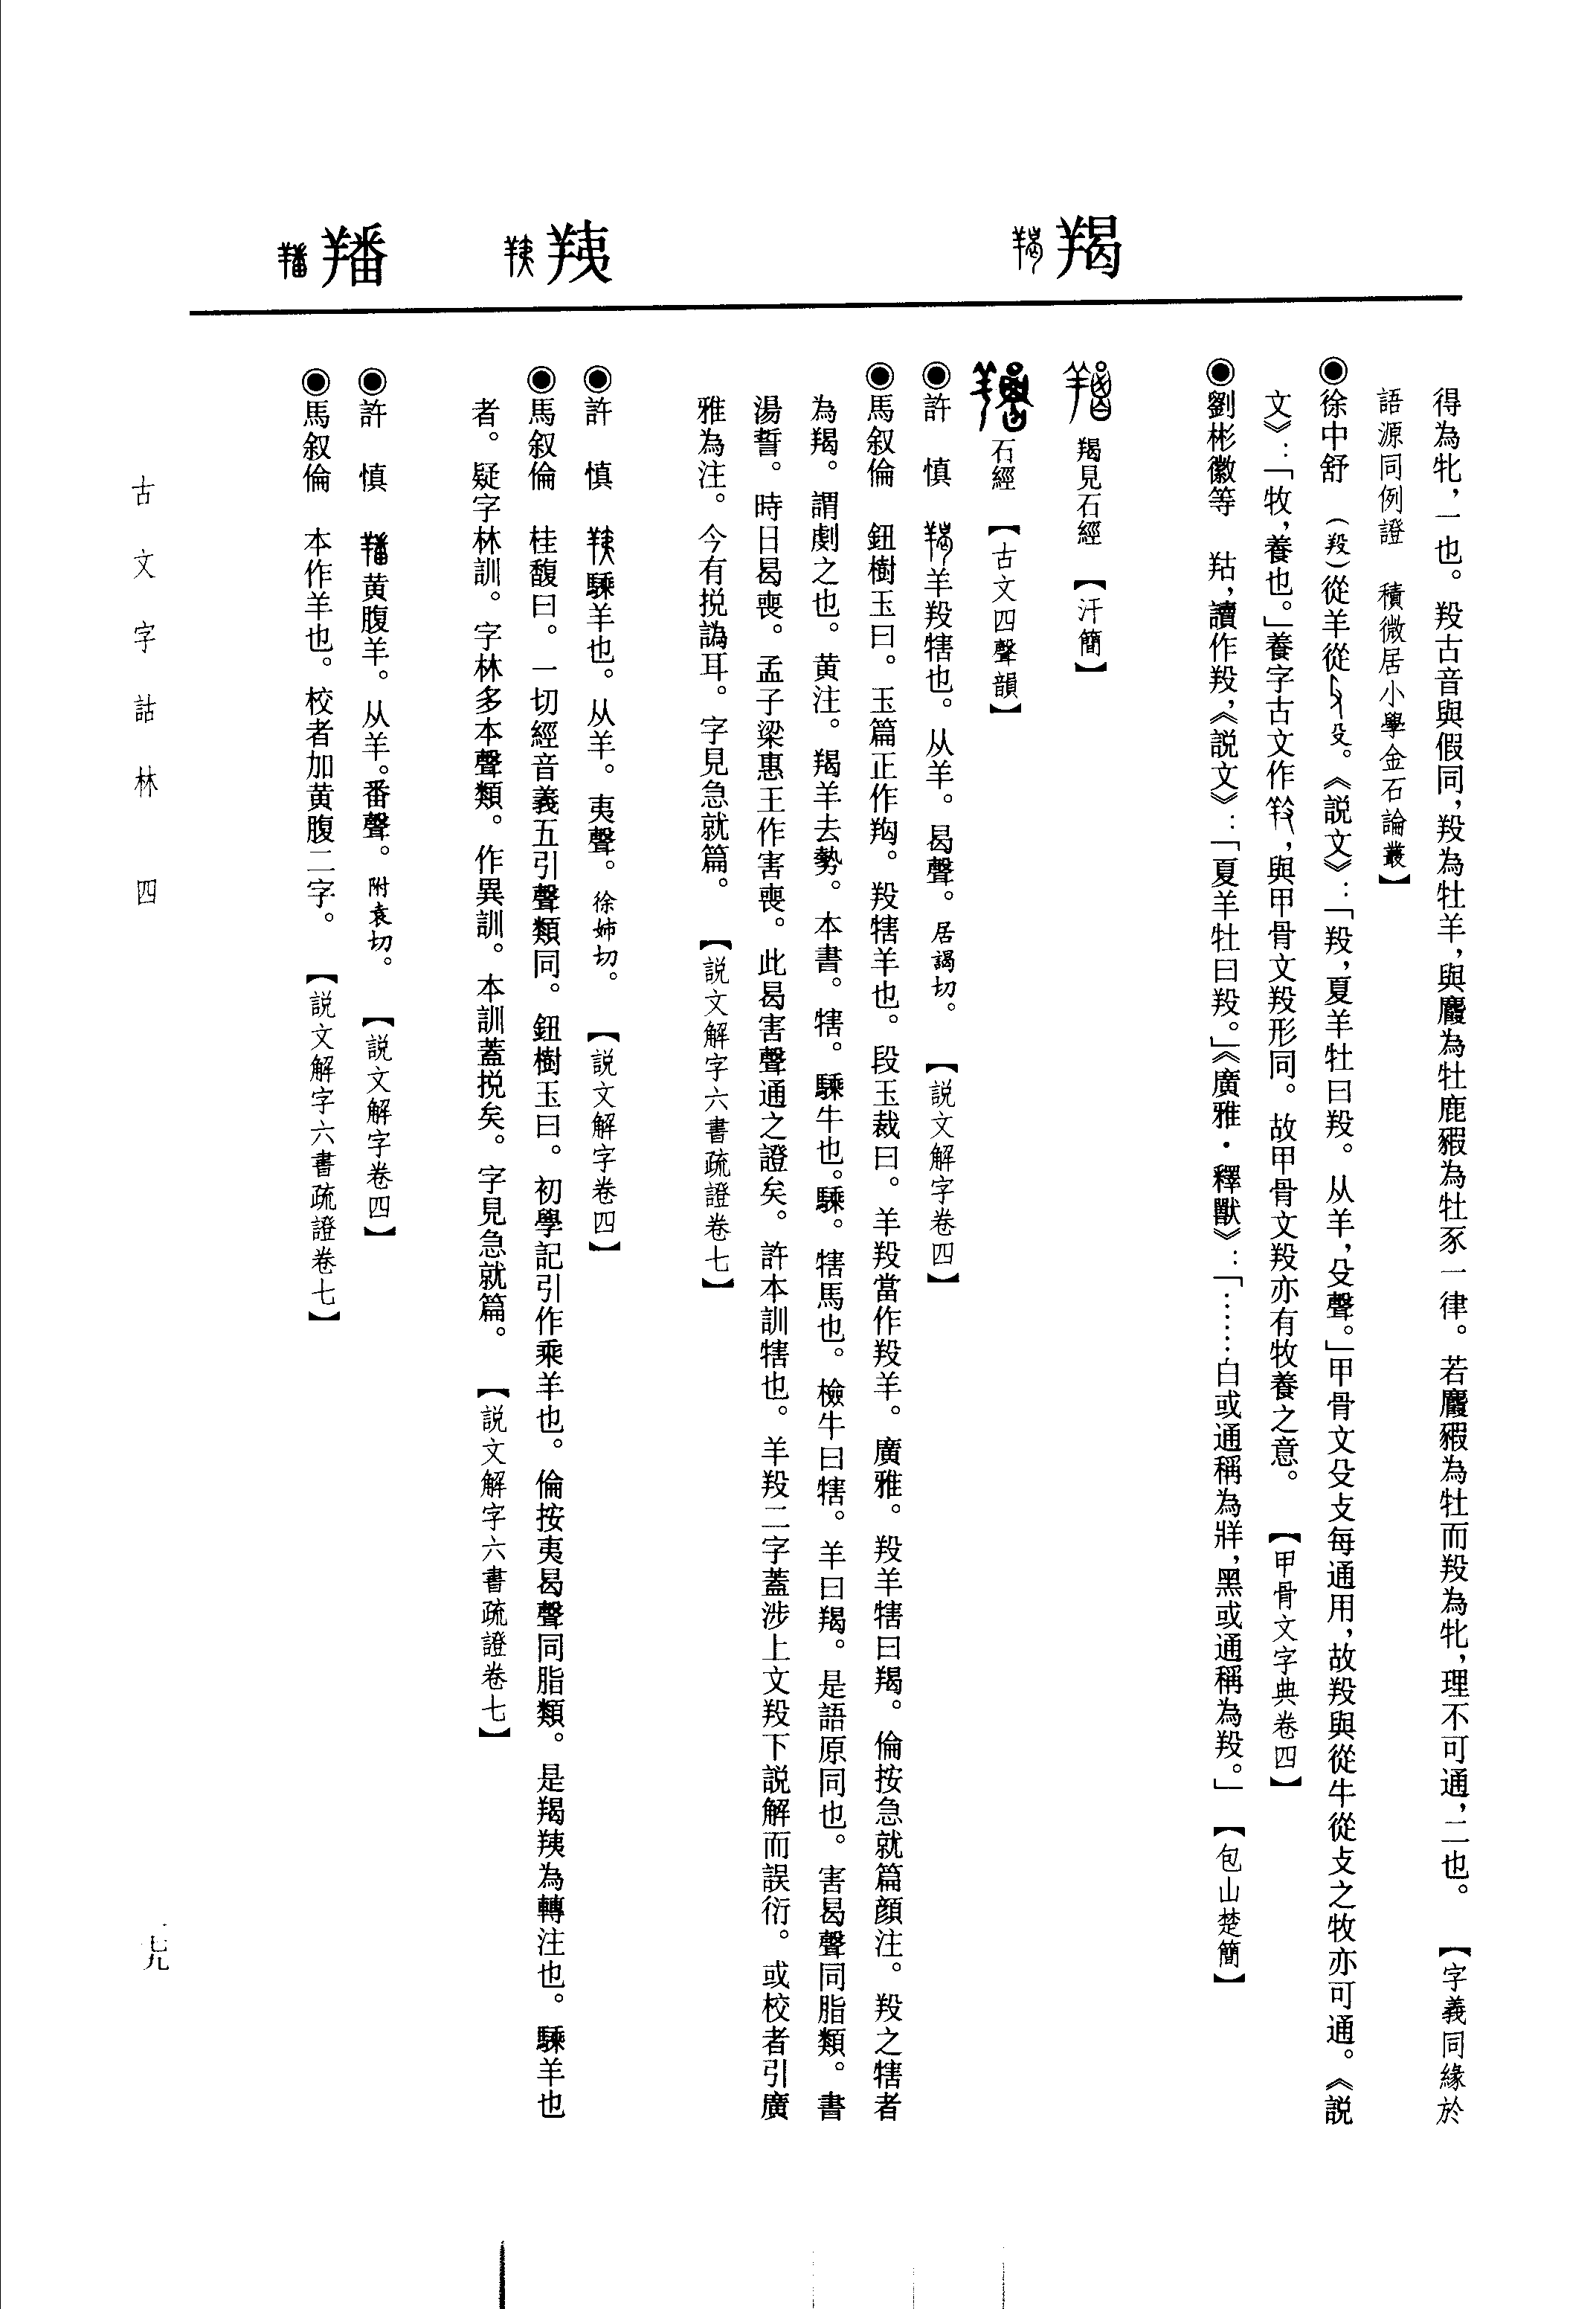 得為牝，一也。羖古音與假同，羖為牡羊，與麚為牡鹿豭為牡豕一律。若麚豭為牡而羖為牝，理不可通，二也。　【字義同緣於
語源同例證　積微居小學金石論叢】
◉徐中舒　（羖）從羊從殳。《説文》：「羖，夏羊牡曰羖。从羊，殳聲。」甲骨文殳攴每通用，故羖與從牛從攴之牧亦可通。《説
文》：「牧，養也。」養字古文作，與甲骨文羖形同。故甲骨文羖亦有牧養之意。　【甲骨文字典卷四】
◉劉彬徽等　羘，讀作羖，《説文》：「夏羊牡曰羖。」《廣雅・釋獸》：「……白或通稱為牂，黑或通稱為羖。」　【包山楚簡】
羯
羯見石經　【汗簡】
石經　【古文四聲韻】
◉許　慎　羊羖犗也。从羊。曷聲。居謁切。　【説文解字卷四】
◉馬叙倫　鈕樹玉曰。玉篇正作羯。羖犗羊也。段玉裁曰。羊羖當作羖羊。廣雅。羖羊犗曰羯。倫按急就篇顔注。羖之犗者
為羯。謂劇之也。黄注。羯羊去勢。本書。犗。騬牛也。騬。犗馬也。檢牛曰犗。羊曰羯。是語原同也。害曷聲同脂類。書
湯誓。時日曷喪。孟子梁惠王作害喪。此曷害聲通之證矣。許本訓犗也。羊羖二字蓋涉上文羖下説解而誤衍。或校者引廣
雅為注。今有捝譌耳。字見急就篇。　【説文解字六書疏證卷七】
羠
◉許　慎　騬羊也。从羊。夷聲。徐姊切。　【説文解字卷四】
◉馬叙倫　桂馥曰。一切經音義五引聲類同。鈕樹玉曰。初學記引作乘羊也。倫按夷曷聲同脂類。是羯羠為轉注也。騬羊也
者。疑字林訓。字林多本聲類。作異訓。本訓蓋捝矣。字見急就篇。　【説文解字六書疏證卷七】
羳
◉許　慎　黄腹羊。从羊。番聲。附袁切。　【説文解字卷四】
◉馬叙倫　本作羊也。校者加黄腹二字。　【説文解字六書疏證卷七】
古文字詁林　四
七九